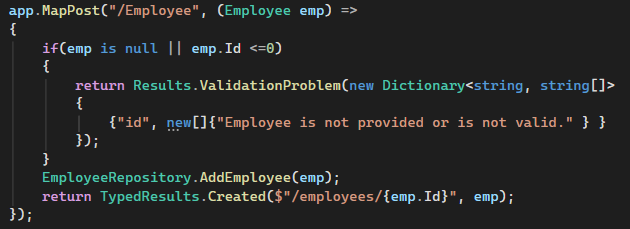 app.MapPost("/Employee", (Employee emp) =>
{
    if(emp is null || emp.Id <=0)
    {
        return Results.ValidationProblem(new Dictionary<string, string[]>
        {
            {"id", new[]{"Employee is not provided or is not valid." } }
        });
    }
    EmployeeRepository.AddEmployee(emp);
    return TypedResults.Created($"/employees/{emp.Id}", emp);
});